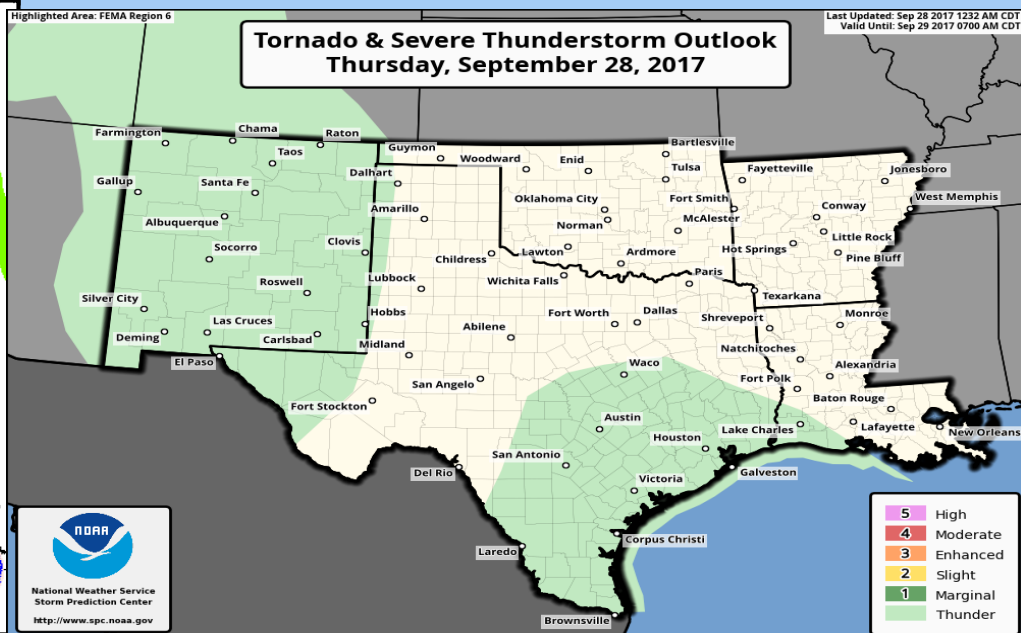 Highlighted Area: FEMA Region 6
Last Updated: Sep 28 2017 1232 AM CDT
Valid Until: Sep 29 2017 0700 AM CDT
Tornado & Severe Thunderstorm Outlook
Thursday, September 28, 2017
Farmington
Chama
Raton
Taos
Guymon
Woodward
Enid
Bartlesville
Tulsa
Fayetteville
Jonesboro
Gallup
Santa Fe
Dalhart
Oklahoma City
Fort Smith
West Memphis
Albuquerque
Amarillo
Norman
McAlester
Conway
Socorro
Clovis
Childress
Lawton
Ardmore
Hot Springs
Little Rock
Pine Bluff
Roswell
Lubbock
Wichita Falls
Paris
Texarkana
Silver City
Las Cruces
Hobbs
Abilene
Fort Worth
Dallas
Shreveport
Monroe
Deming
Carlsbad
Midland
Natchitoches
El Paso
San Angelo
Waco
Fort Polk
Alexandria
Fort Stockton
Austin
Baton Rouge
Houston
Lake Charles
Lafayette
New Orleans
Del Rio
San Antonio
Galveston
Victoria
Laredo
Corpus Christi
Brownsville
NOAA
National Weather Service
Storm Prediction Center
http://www.spc.noaa.gov
5 High
4 Moderate
3 Enhanced
2 Slight
1 Marginal
Thunder